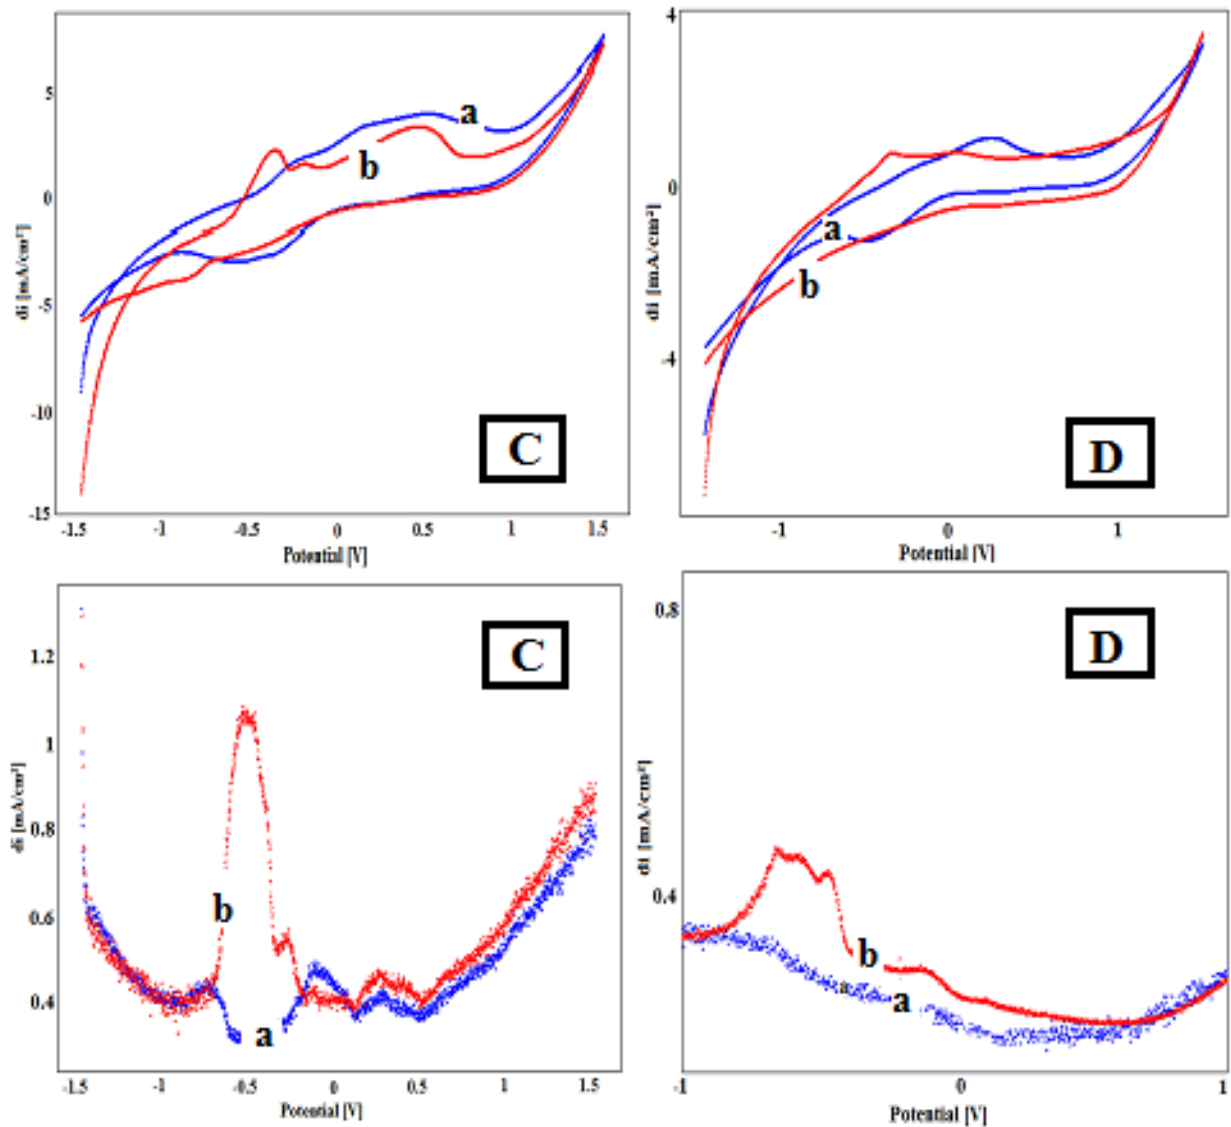 5
0
-5
-10
-15
-1.5 -1 -0.5 0 0.5 1 1.5
Potential [V]
di [mA/cm²]
a
b
C
4
0
-4
-1 0 1
Potential [V]
di [mA/cm²]
a
b
D
1.2
1
0.8
0.6
0.4
-1.5 -1 -0.5 0 0.5 1 1.5
Potential [V]
di [mA/cm²]
b
a
C
0.8
0.4
-1 0 1
Potential [V]
di [mA/cm²]
b
a
a
D